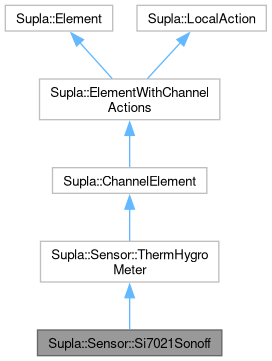 Supla::Element
Supla::LocalAction
Supla::ElementWithChannel
Actions
Supla::ChannelElement
Supla::Sensor::ThermHygro
Meter
Supla::Sensor::Si7021Sonoff